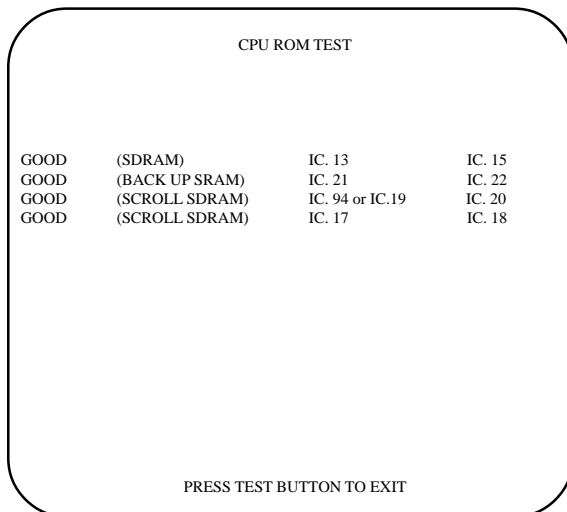 CPU ROM TEST
GOOD (SDRAM) IC. 13 IC. 15
GOOD (BACK UP SRAM) IC. 21 IC. 22
GOOD (SCROLL SDRAM) IC. 94 or IC.19 IC. 20
GOOD (SCROLL SDRAM) IC. 17 IC. 18
PRESS TEST BUTTON TO EXIT